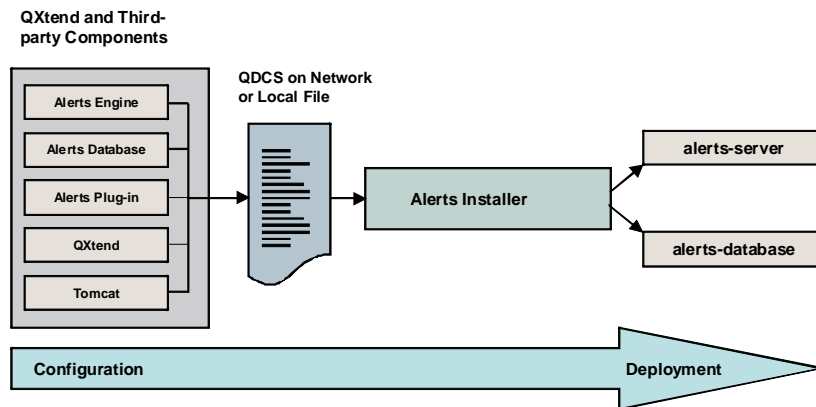 QXtend and Third-
party Components
Alerts Engine
Alerts Database
Alerts Plug-in
QXtend
Tomcat
QDCS on Network
or Local File
Alerts Installer
alerts-server
alerts-database
Configuration
Deployment